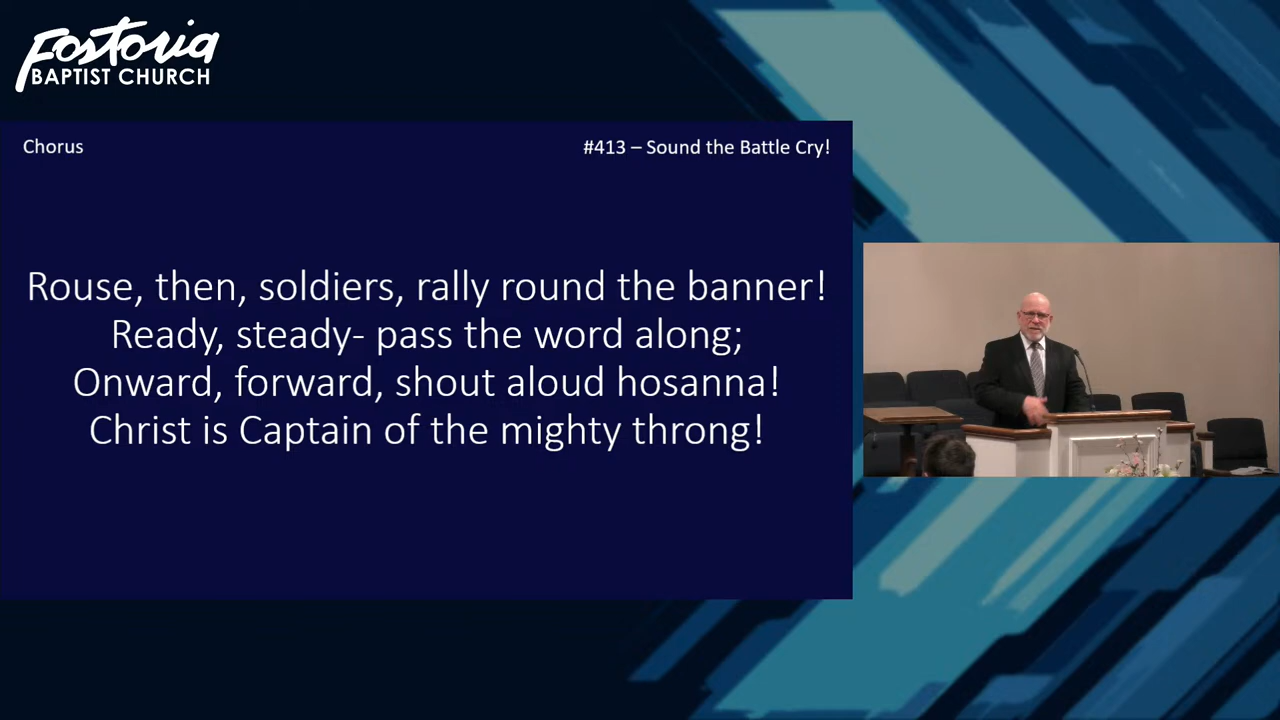 Fostoria
BAPTIST CHURCH
Chorus
#413 – Sound the Battle Cry!
Rouse, then, soldiers, rally round the banner!
Ready, steady- pass the word along;
Onward, forward, shout aloud hosanna!
Christ is Captain of the mighty throng!